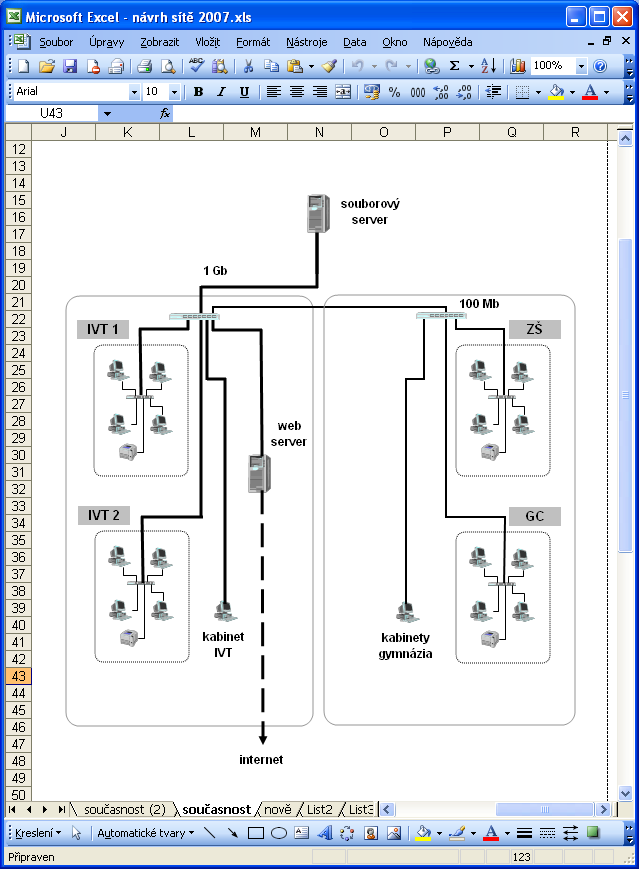 Microsoft Excel - návrh sítě 2007.xls
Soubor Úpravy Zobrazit Vložit Formát Nástroje Data Okno Nápověda
100%
Arial 10 B I U % 000
U43 fx
J K L M N O P Q R
12
13
14
15
16
17
18
19
20
21
22
23
24
25
26
27
28
29
30
31
32
33
34
35
36
37
38
39
40
41
42
43
44
45
46
47
48
49
50
souborový
server
1 Gb
100 Mb
IVT 1
ZŠ
web
server
IVT 2
GC
kabinet
IVT
kabinety
gymnázia
internet
současnost (2) současnost nově List2 List3
Kreslení Automatické tvary
Připraven 123